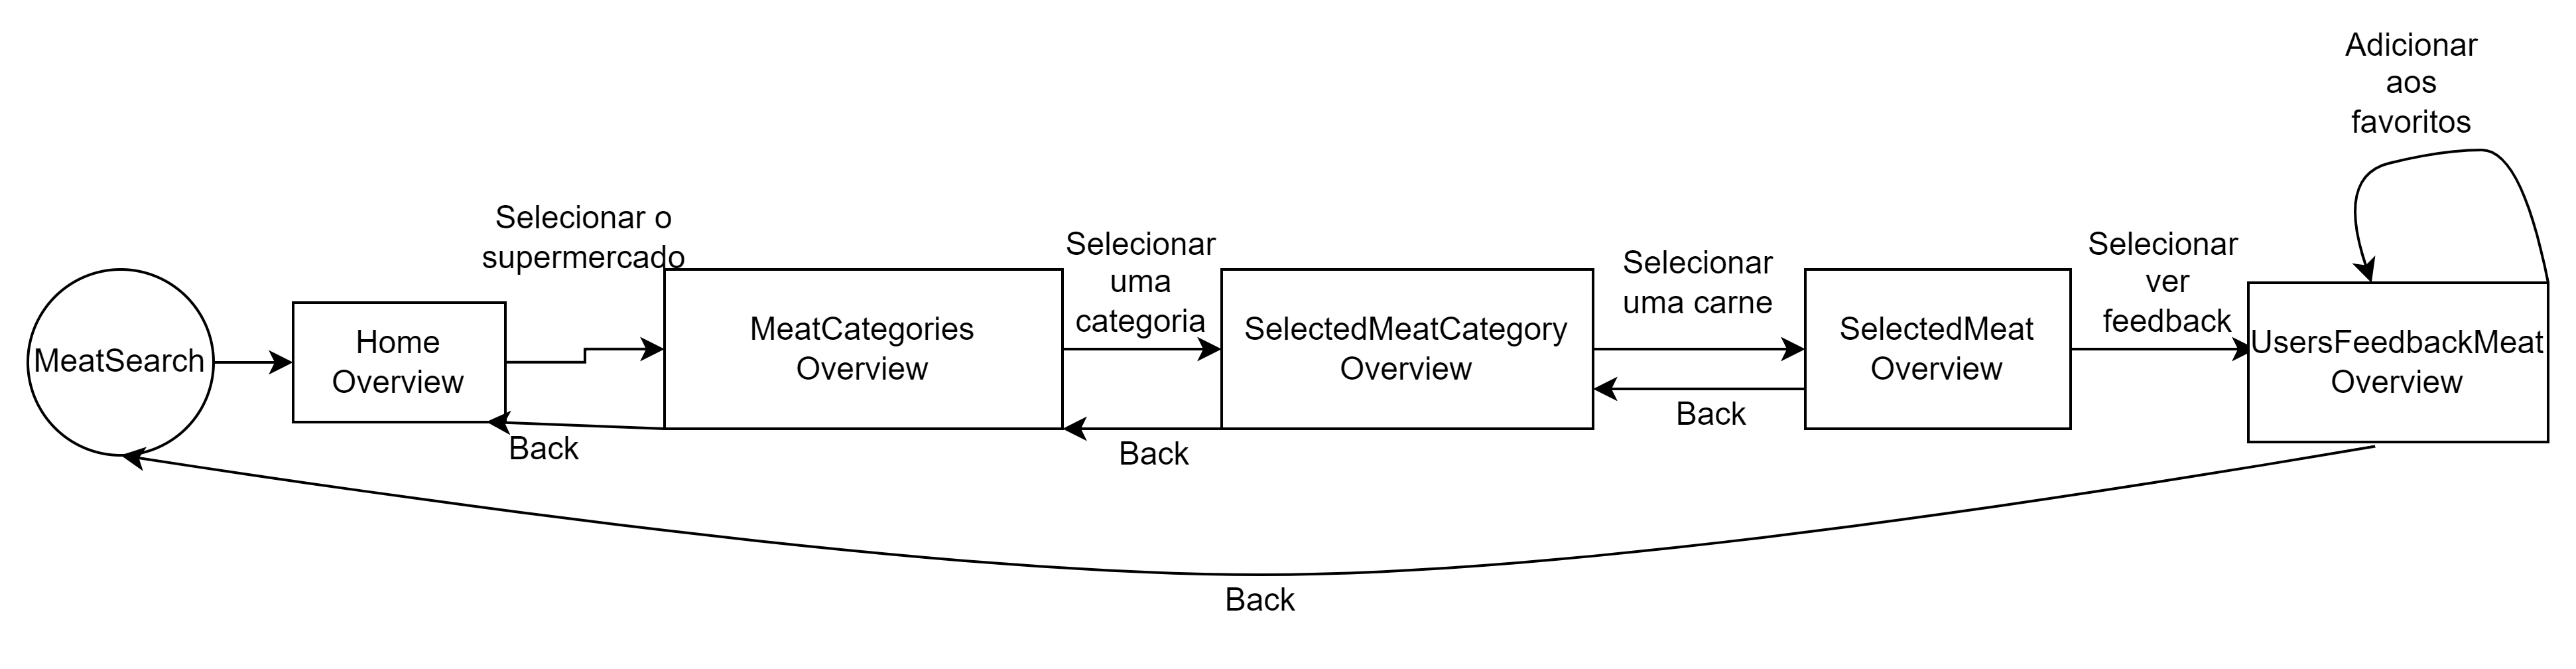 Adicionar
aos
favoritos
Selecionar o
supermercado
Selecionar
uma
categoria
Selecionar
uma carne
Selecionar
ver
feedback
MeatSearch
Home
Overview
MeatCategories
Overview
SelectedMeatCategory
Overview
SelectedMeat
Overview
UsersFeedbackMeat
Overview
Back
Back
Back
Back